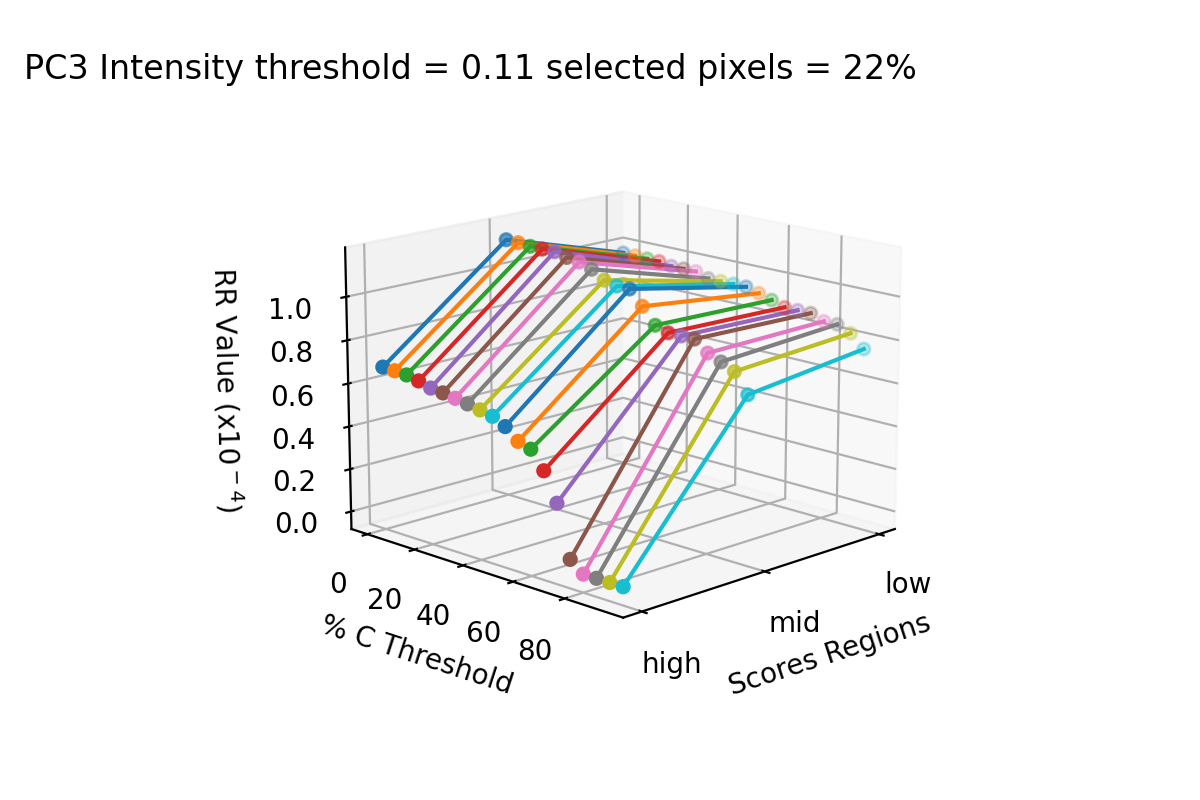 PC3 Intensity threshold = 0.11 selected pixels = 22%
RR Value (x10⁻⁴)
1.0
0.8
0.6
0.4
0.2
0.0
0
20
40
60
80
% C Threshold
high
mid
low
Scores Regions